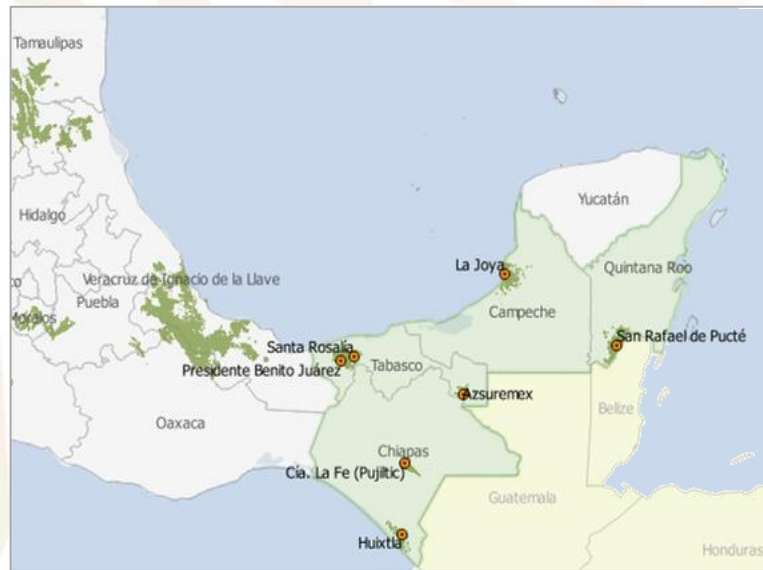 Tamaulipas
Hidalgo
Yucatán
La Joya
Quintana Roo
Veracruz de Ignacio de la Llave
Puebla
Campeche
Morelos
San Rafael de Pucté
Santa Rosalía
Presidente Benito Juárez
Tabasco
Azsuremex
Belize
Oaxaca
Chiapas
Cía. La Fe (Pujiltic)
Guatemala
Huixtla
Honduras